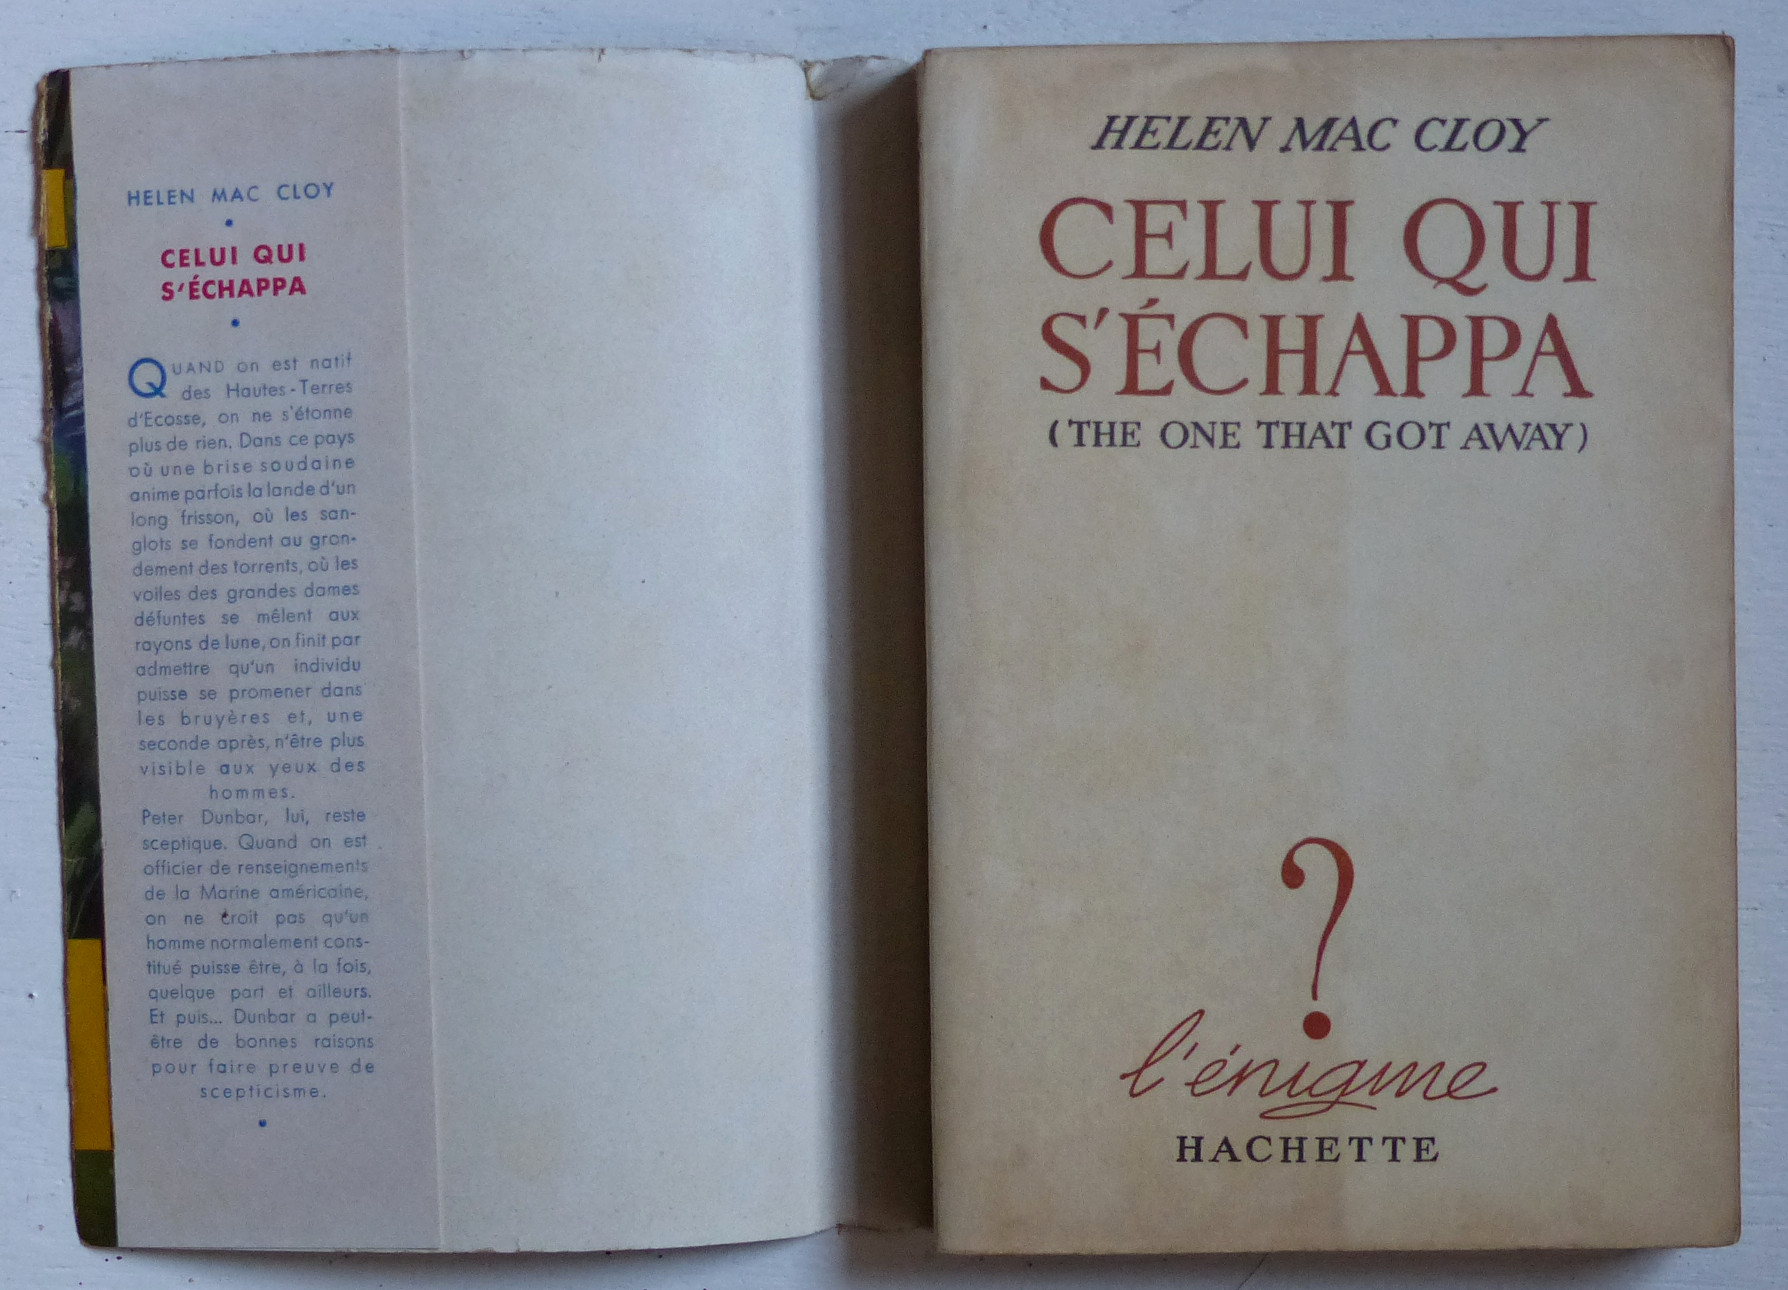 HELEN MAC CLOY
CELUI QUI
S'ÉCHAPPA
QUAND on est natif
des Hautes-Terres
d'Ecosse, on ne s'étonne
plus de rien. Dans ce pays
où une brise soudaine
anime parfois la lande d'un
long frisson, où les san-
glots se fondent au gron-
dement des torrents, où les
voiles des grandes dames
défuntes se mêlent aux
rayons de lune, on finit par
admettre qu'un individu
puisse se promener dans
les bruyères et, une
seconde après, n'être plus
visible aux yeux des
hommes.
Peter Dunbar, lui, reste
sceptique. Quand on est
officier de renseignements
de la Marine américaine,
on ne croit pas qu'un
homme normalement cons-
titué puisse être, à la fois,
quelque part et ailleurs.
Et puis... Dunbar a peut-
être de bonnes raisons
pour faire preuve de
scepticisme.
HELEN MAC CLOY
CELUI QUI
S'ÉCHAPPA
(THE ONE THAT GOT AWAY)
?
l'énigme
HACHETTE